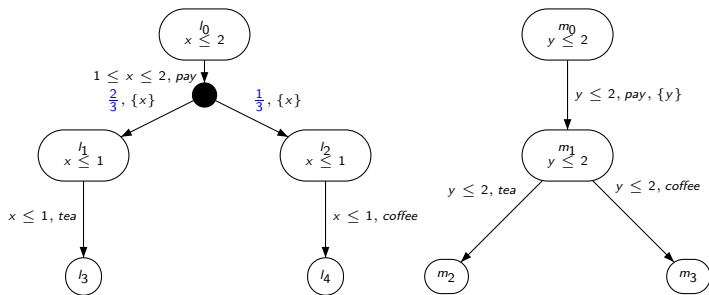 l0
x ≤ 2
1 ≤ x ≤ 2, pay
2/3, {x}
1/3, {x}
l1
x ≤ 1
l2
x ≤ 1
x ≤ 1, tea
x ≤ 1, coffee
l3
l4
m0
y ≤ 2
y ≤ 2, pay, {y}
m1
y ≤ 2
y ≤ 2, tea
y ≤ 2, coffee
m2
m3